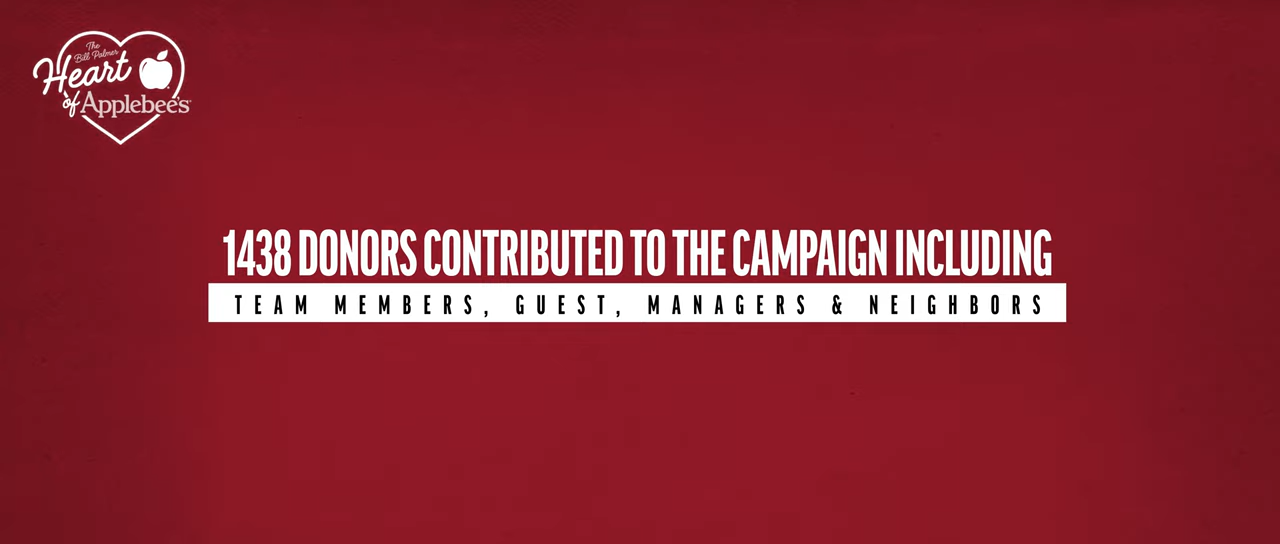 The
Bill Palmer
Heart
of Applebee's
1438 DONORS CONTRIBUTED TO THE CAMPAIGN INCLUDING
TEAM MEMBERS, GUEST, MANAGERS & NEIGHBORS